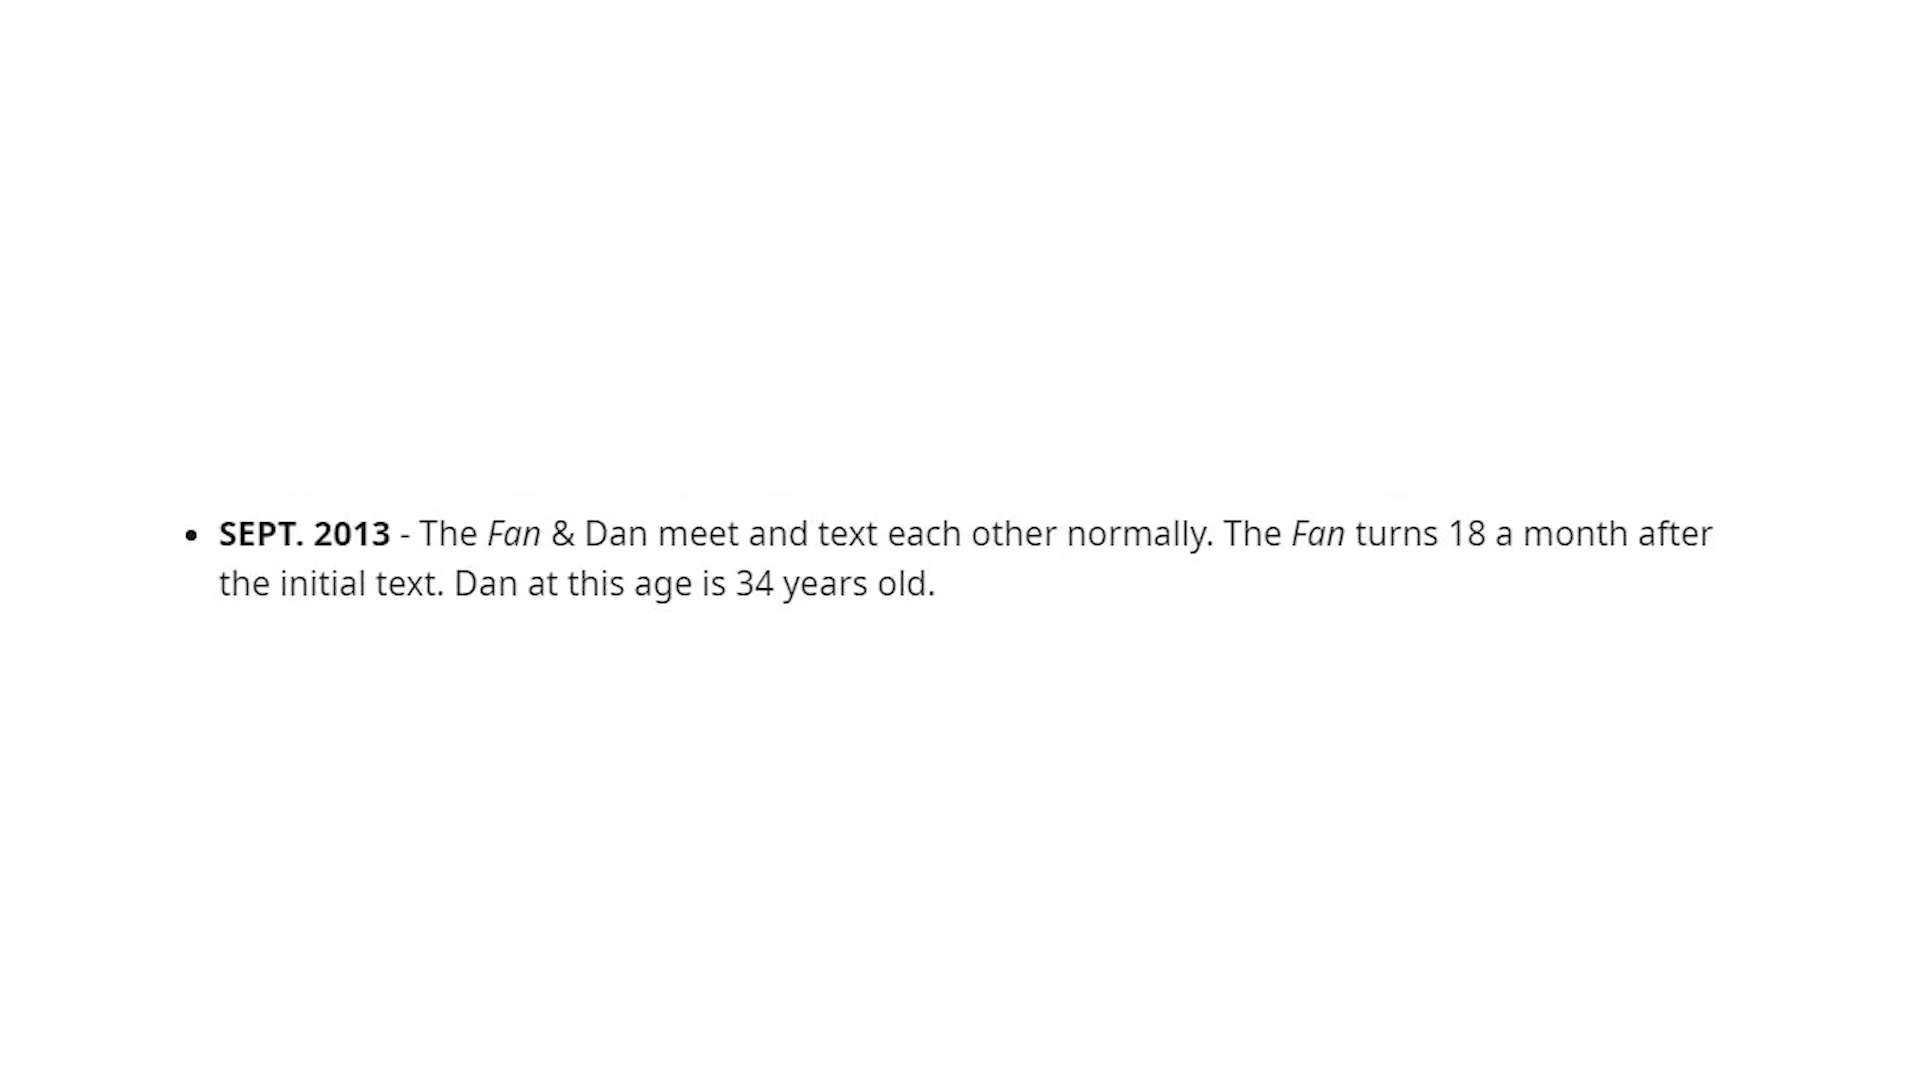 • SEPT. 2013 - The Fan & Dan meet and text each other normally. The Fan turns 18 a month after
the initial text. Dan at this age is 34 years old.